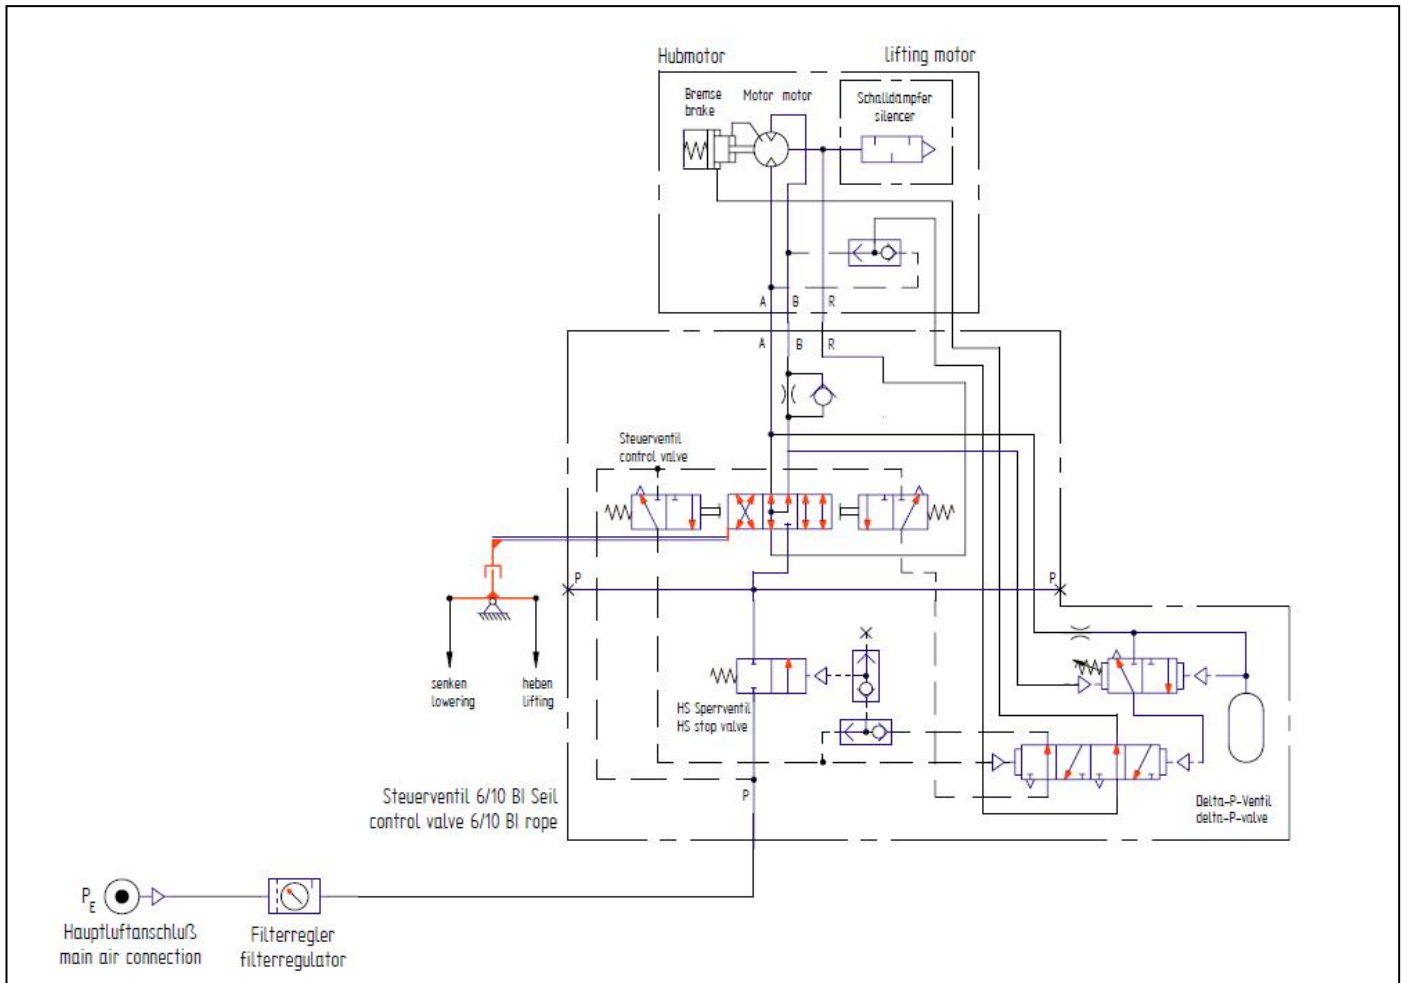 Hubmotor
lifting motor
Bremse
brake
Motor motor
Schalldämpfer
silencer
A
B
R
A
B
R
Steuerventil
control valve
P
P
senken
lowering
heben
lifting
HS Sperrventil
HS stop valve
P
Steuerventil 6/10 BI Seil
control valve 6/10 BI rope
Delta-P-Ventil
delta-P-valve
PE
Hauptluftanschluß
main air connection
Filterregler
filterregulator